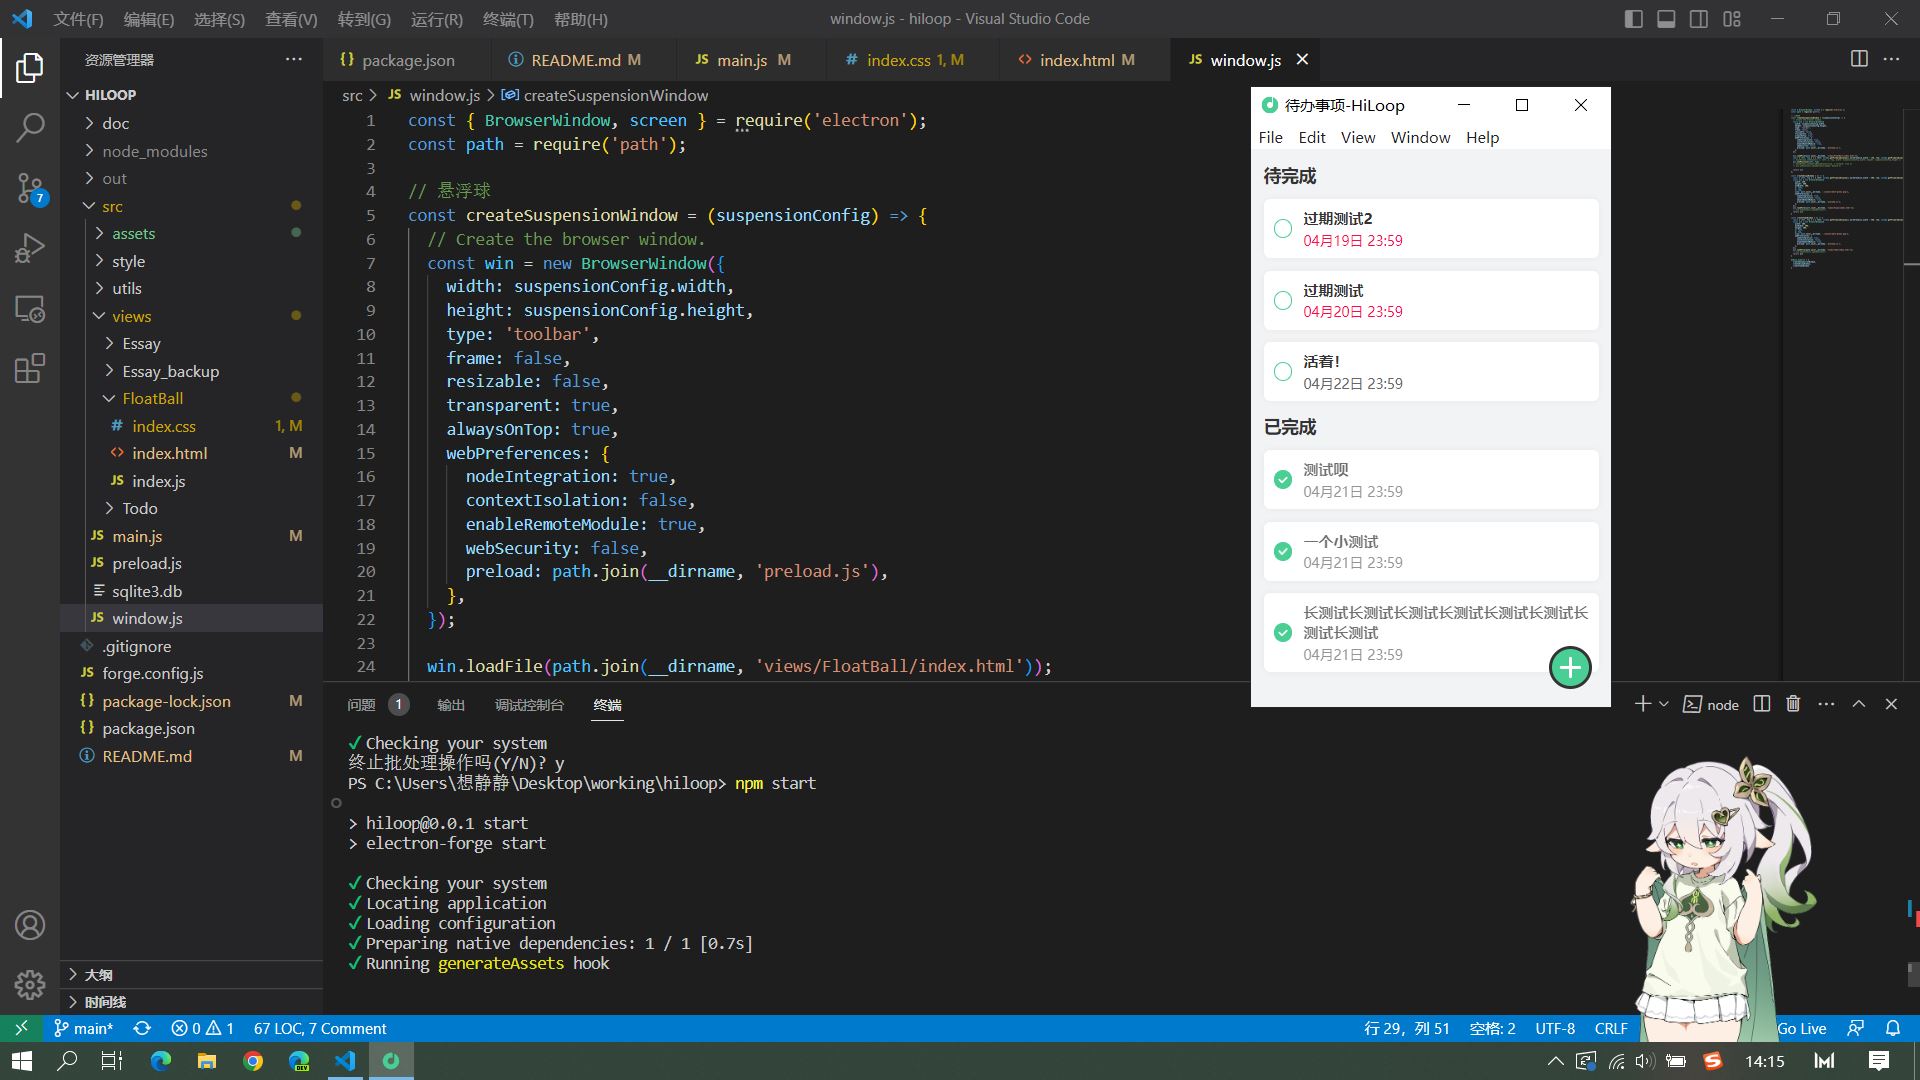 文件(F) 编辑(E) 选择(S) 查看(V) 转到(G) 运行(R) 终端(T) 帮助(H)
window.js - hiloop - Visual Studio Code
资源管理器
HILOOP
doc
node_modules
out
src
assets
style
utils
views
Essay
Essay_backup
FloatBall
# index.css 1, M
<> index.html M
JS index.js
Todo
JS main.js M
JS preload.js
sqlite3.db
JS window.js
.gitignore
JS forge.config.js
{} package-lock.json M
{} package.json
README.md M
大纲
时间线
7
{} package.json
README.md M
JS main.js M
# index.css 1, M
<> index.html M
JS window.js
src > JS window.js > createSuspensionWindow
1 const { BrowserWindow, screen } = require('electron');
2 const path = require('path');
3
4 // 悬浮球
5 const createSuspensionWindow = (suspensionConfig) => {
6 // Create the browser window.
7 const win = new BrowserWindow({
8 width: suspensionConfig.width,
9 height: suspensionConfig.height,
10 type: 'toolbar',
11 frame: false,
12 resizable: false,
13 transparent: true,
14 alwaysOnTop: true,
15 webPreferences: {
16 nodeIntegration: true,
17 contextIsolation: false,
18 enableRemoteModule: true,
19 webSecurity: false,
20 preload: path.join(__dirname, 'preload.js'),
21 },
22 });
23
24 win.loadFile(path.join(__dirname, 'views/FloatBall/index.html'));
待办事项-HiLoop
File Edit View Window Help
待完成
过期测试2
04月19日 23:59
过期测试
04月20日 23:59
活着!
04月22日 23:59
已完成
测试呗
04月21日 23:59
一个小测试
04月21日 23:59
长测试长测试长测试长测试长测试长测试长
测试长测试
04月21日 23:59
问题 1 输出 调试控制台 终端
node
Checking your system
终止批处理操作吗(Y/N)? y
PS C:\Users\想静静\Desktop\working\hiloop> npm start
> hiloop@0.0.1 start
> electron-forge start
Checking your system
Locating application
Loading configuration
Preparing native dependencies: 1 / 1 [0.7s]
Running generateAssets hook
main* 0 1 67 LOC, 7 Comment
行 29，列 51 空格: 2 UTF-8 CRLF
Go Live
DEV
14:15